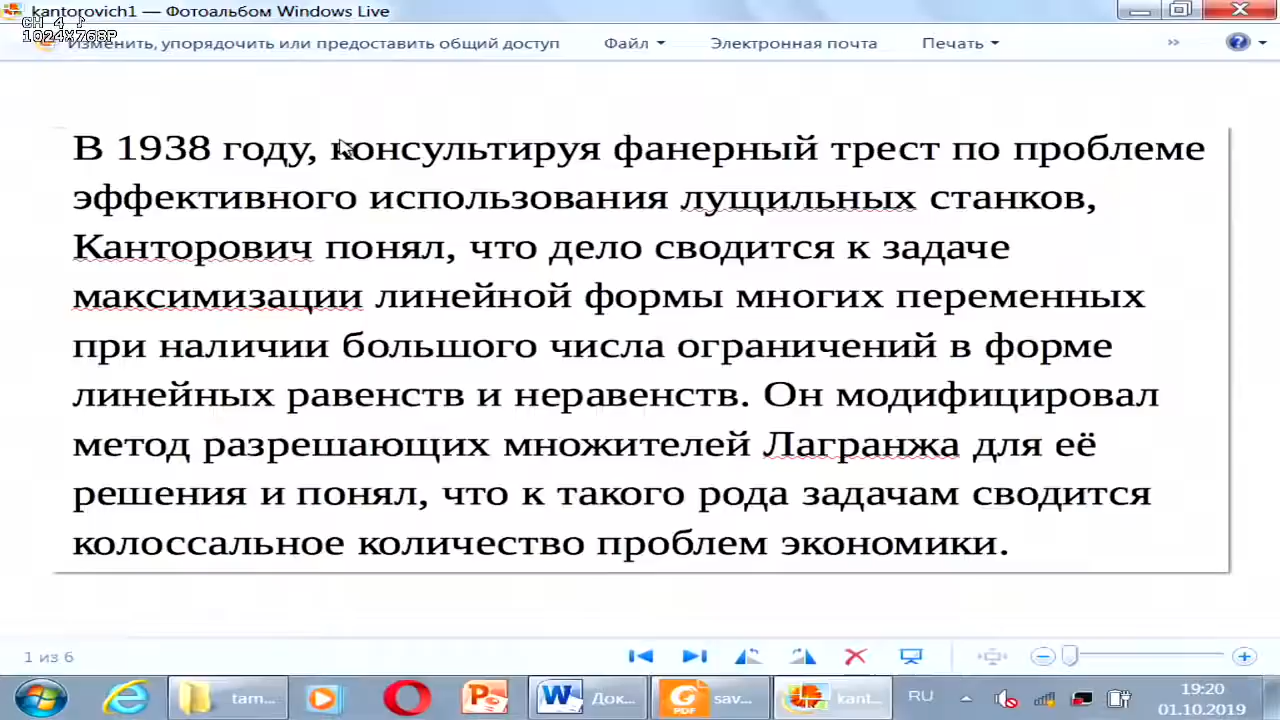 kantorovich1 — Фотоальбом Windows Live
CH 4 ♪
1024X768P
Изменить, упорядочить или предоставить общий доступ Файл Электронная почта Печать »
В 1938 году, консультируя фанерный трест по проблеме
эффективного использования лущильных станков,
Канторович понял, что дело сводится к задаче
максимизации линейной формы многих переменных
при наличии большого числа ограничений в форме
линейных равенств и неравенств. Он модифицировал
метод разрешающих множителей Лагранжа для её
решения и понял, что к такого рода задачам сводится
колоссальное количество проблем экономики.
1 из 6
tam... Док... sav... kant... RU 19:20
01.10.2019